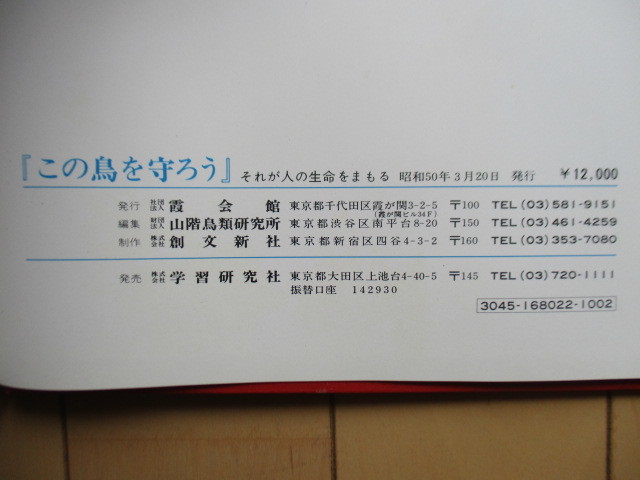 『この鳥を守ろう』 それが人の生命をまもる 昭和50年3月20日 発行 ￥12,000
発行 社団法人 霞会館 東京都千代田区霞が関3-2-5 〒100 TEL (03) 581-9151
(霞が関ビル34F)
編集 財団法人 山階鳥類研究所 東京都渋谷区南平台8-20 〒150 TEL (03) 461-4259
制作 株式会社 創文新社 東京都新宿区四谷4-3-2 〒160 TEL (03) 353-7080
発売 株式会社 学習研究社 東京都大田区上池台4-40-5 〒145 TEL (03) 720-1111
振替口座 142930
3045-168022-1002